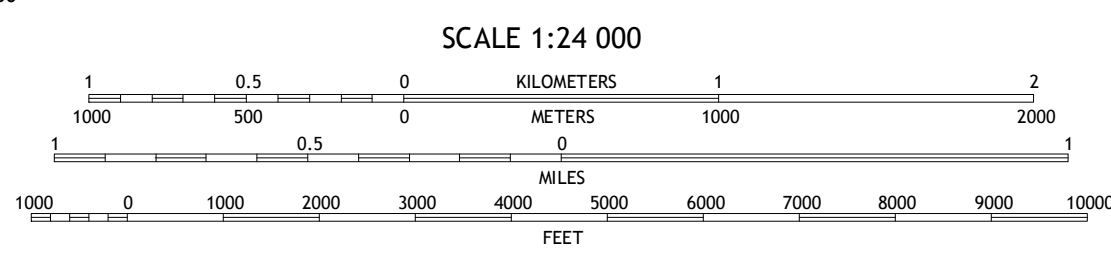 SCALE 1:24 000
1 0.5 0 KILOMETERS 1 2
1000 500 0 METERS 1000 2000
1 0.5 0 1
MILES
1000 0 1000 2000 3000 4000 5000 6000 7000 8000 9000 10000
FEET